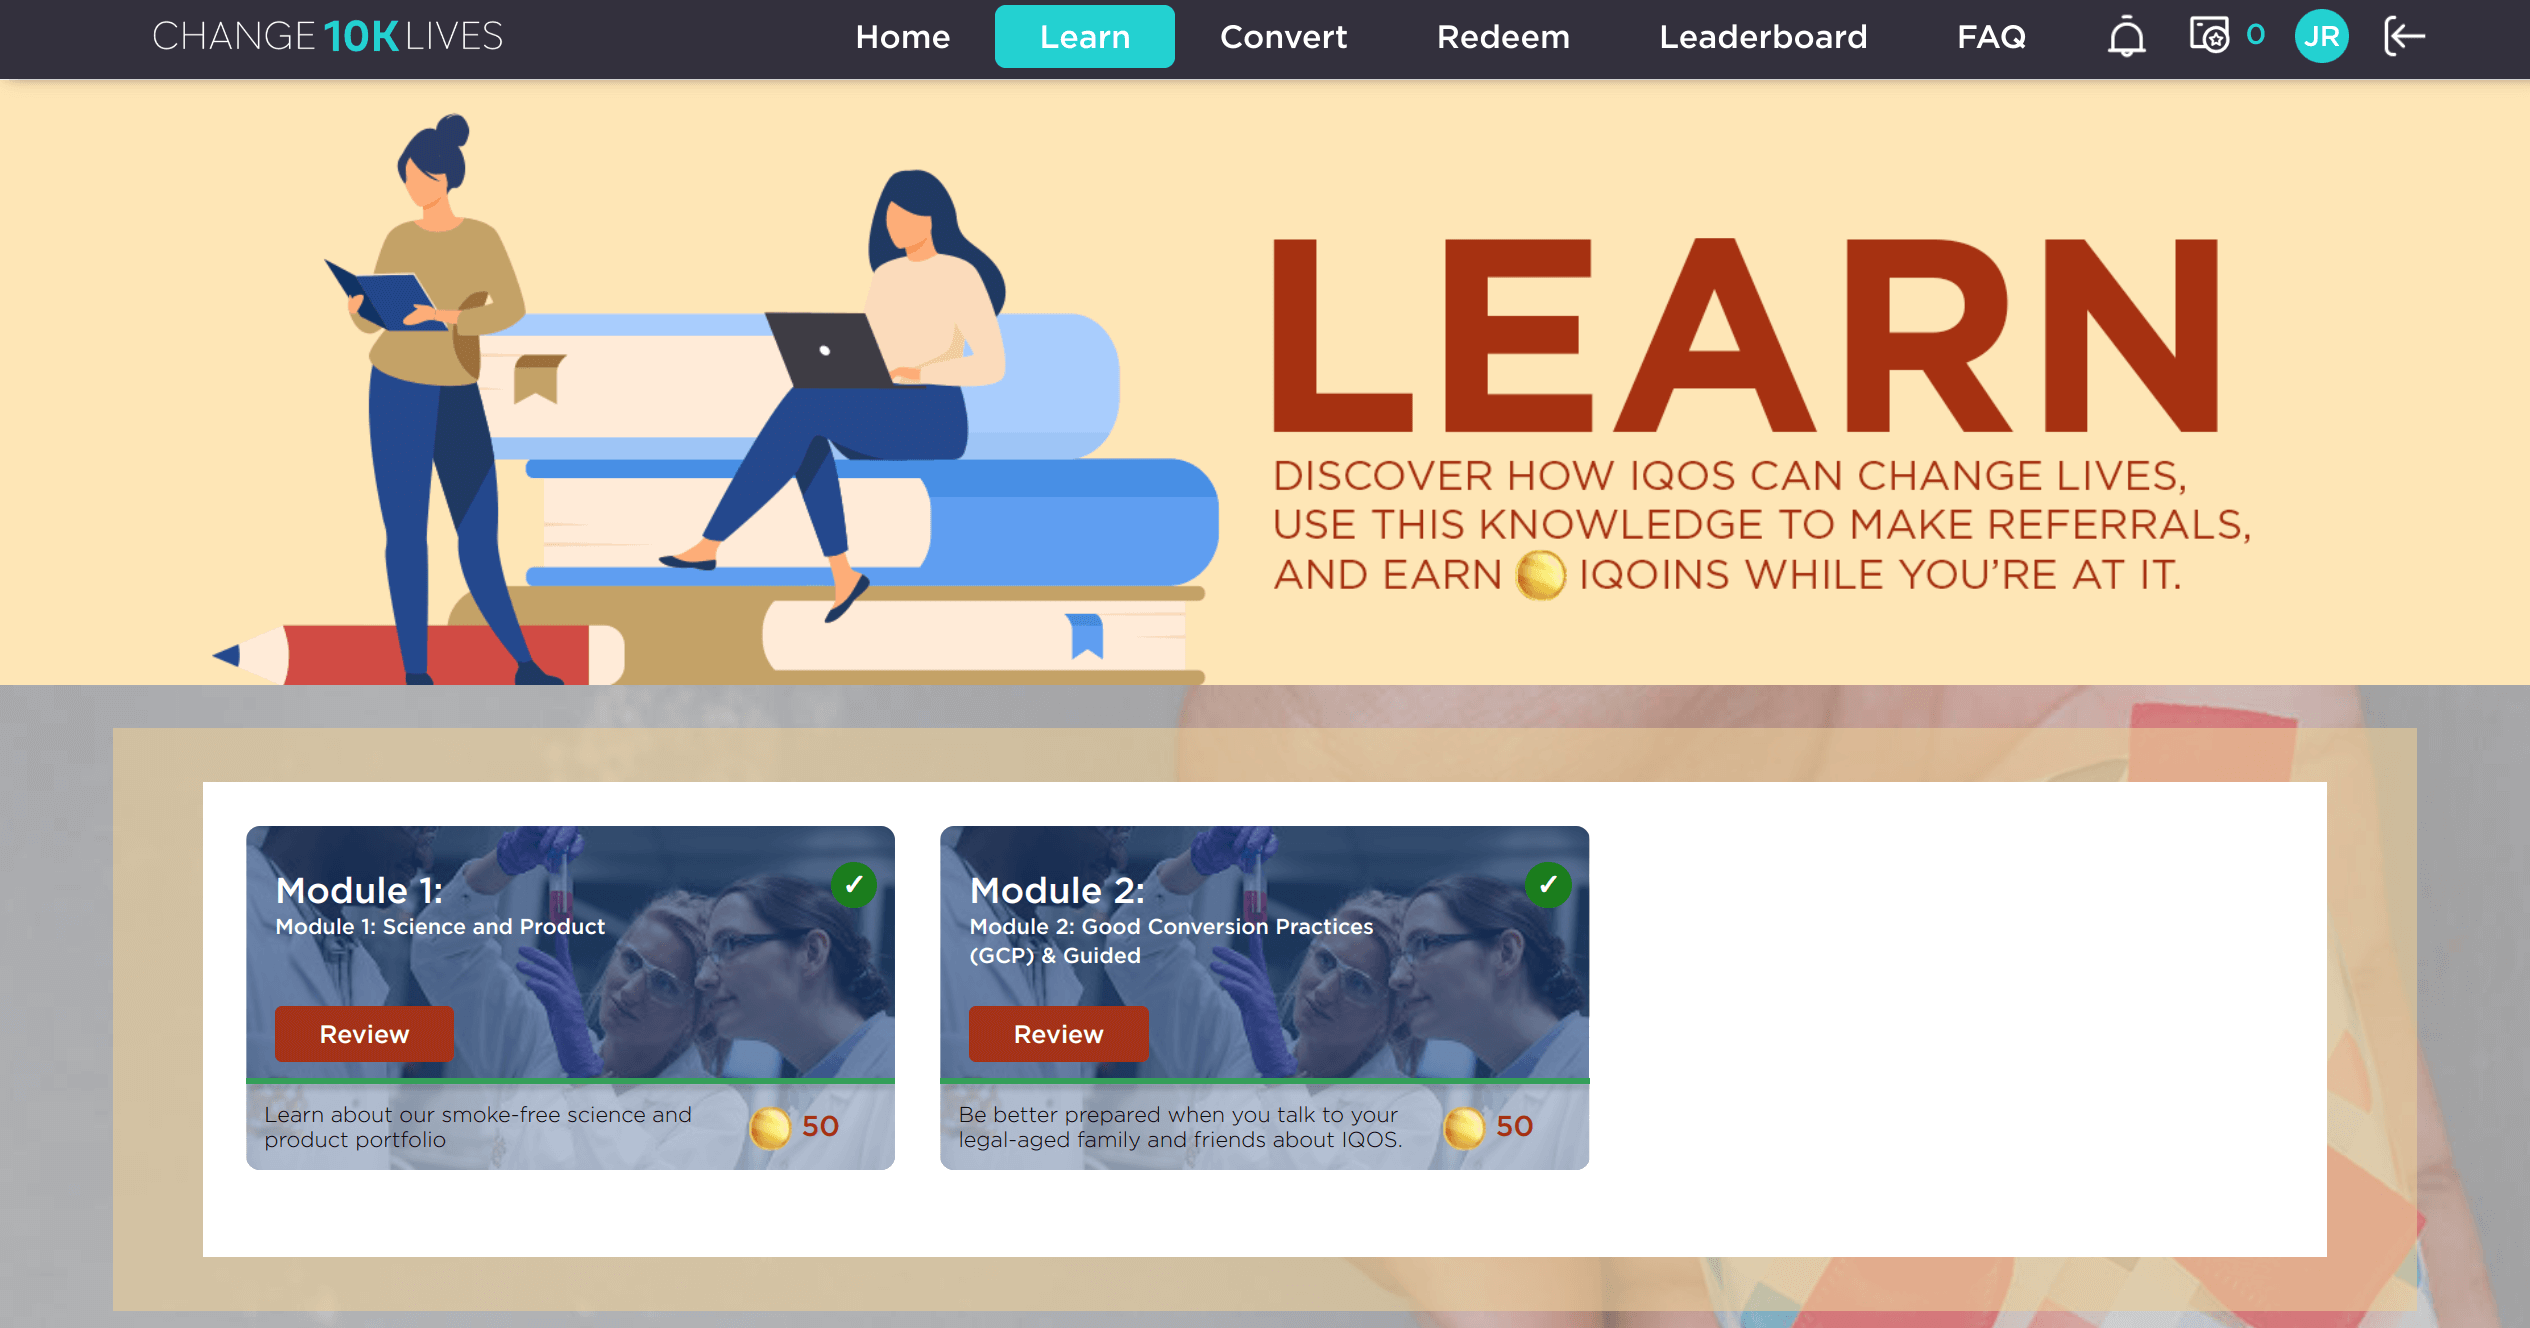 CHANGE 10K LIVES
Home
Learn
Convert
Redeem
Leaderboard
FAQ
0
JR
LEARN
DISCOVER HOW IQOS CAN CHANGE LIVES,
USE THIS KNOWLEDGE TO MAKE REFERRALS,
AND EARN IQOINS WHILE YOU'RE AT IT.
Module 1:
Module 1: Science and Product
Review
Learn about our smoke-free science and
product portfolio
50
Module 2:
Module 2: Good Conversion Practices
(GCP) & Guided
Review
Be better prepared when you talk to your
legal-aged family and friends about IQOS.
50